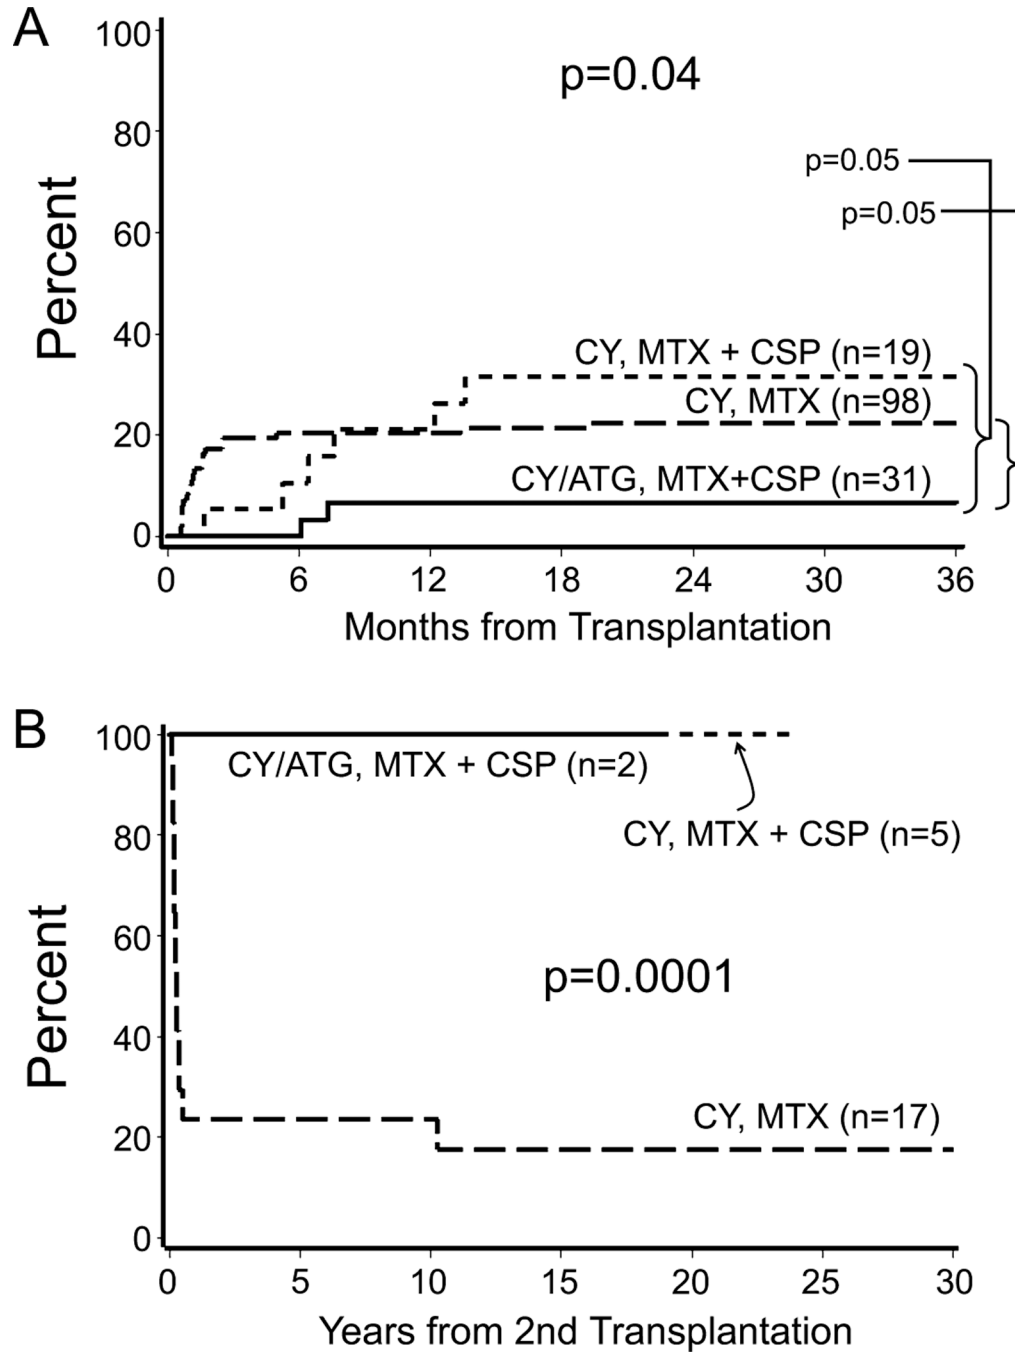 A
100
80
60
40
20
0
Percent
p=0.04
p=0.05
p=0.05
CY, MTX + CSP (n=19)
CY, MTX (n=98)
CY/ATG, MTX+CSP (n=31)
0 6 12 18 24 30 36
Months from Transplantation
B
100
80
60
40
20
0
Percent
CY/ATG, MTX + CSP (n=2)
CY, MTX + CSP (n=5)
p=0.0001
CY, MTX (n=17)
0 5 10 15 20 25 30
Years from 2nd Transplantation